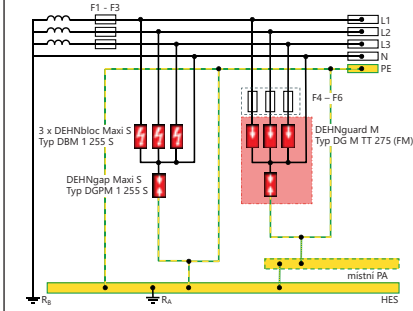 F1 - F3
L1
L2
L3
N
PE
F4 – F6
3 x DEHNbloc Maxi S
Typ DBM 1 255 S
DEHNguard M
Typ DG M TT 275 (FM)
DEHNgap Maxi S
Typ DGPM 1 255 S
místní PA
RB
RA
HES